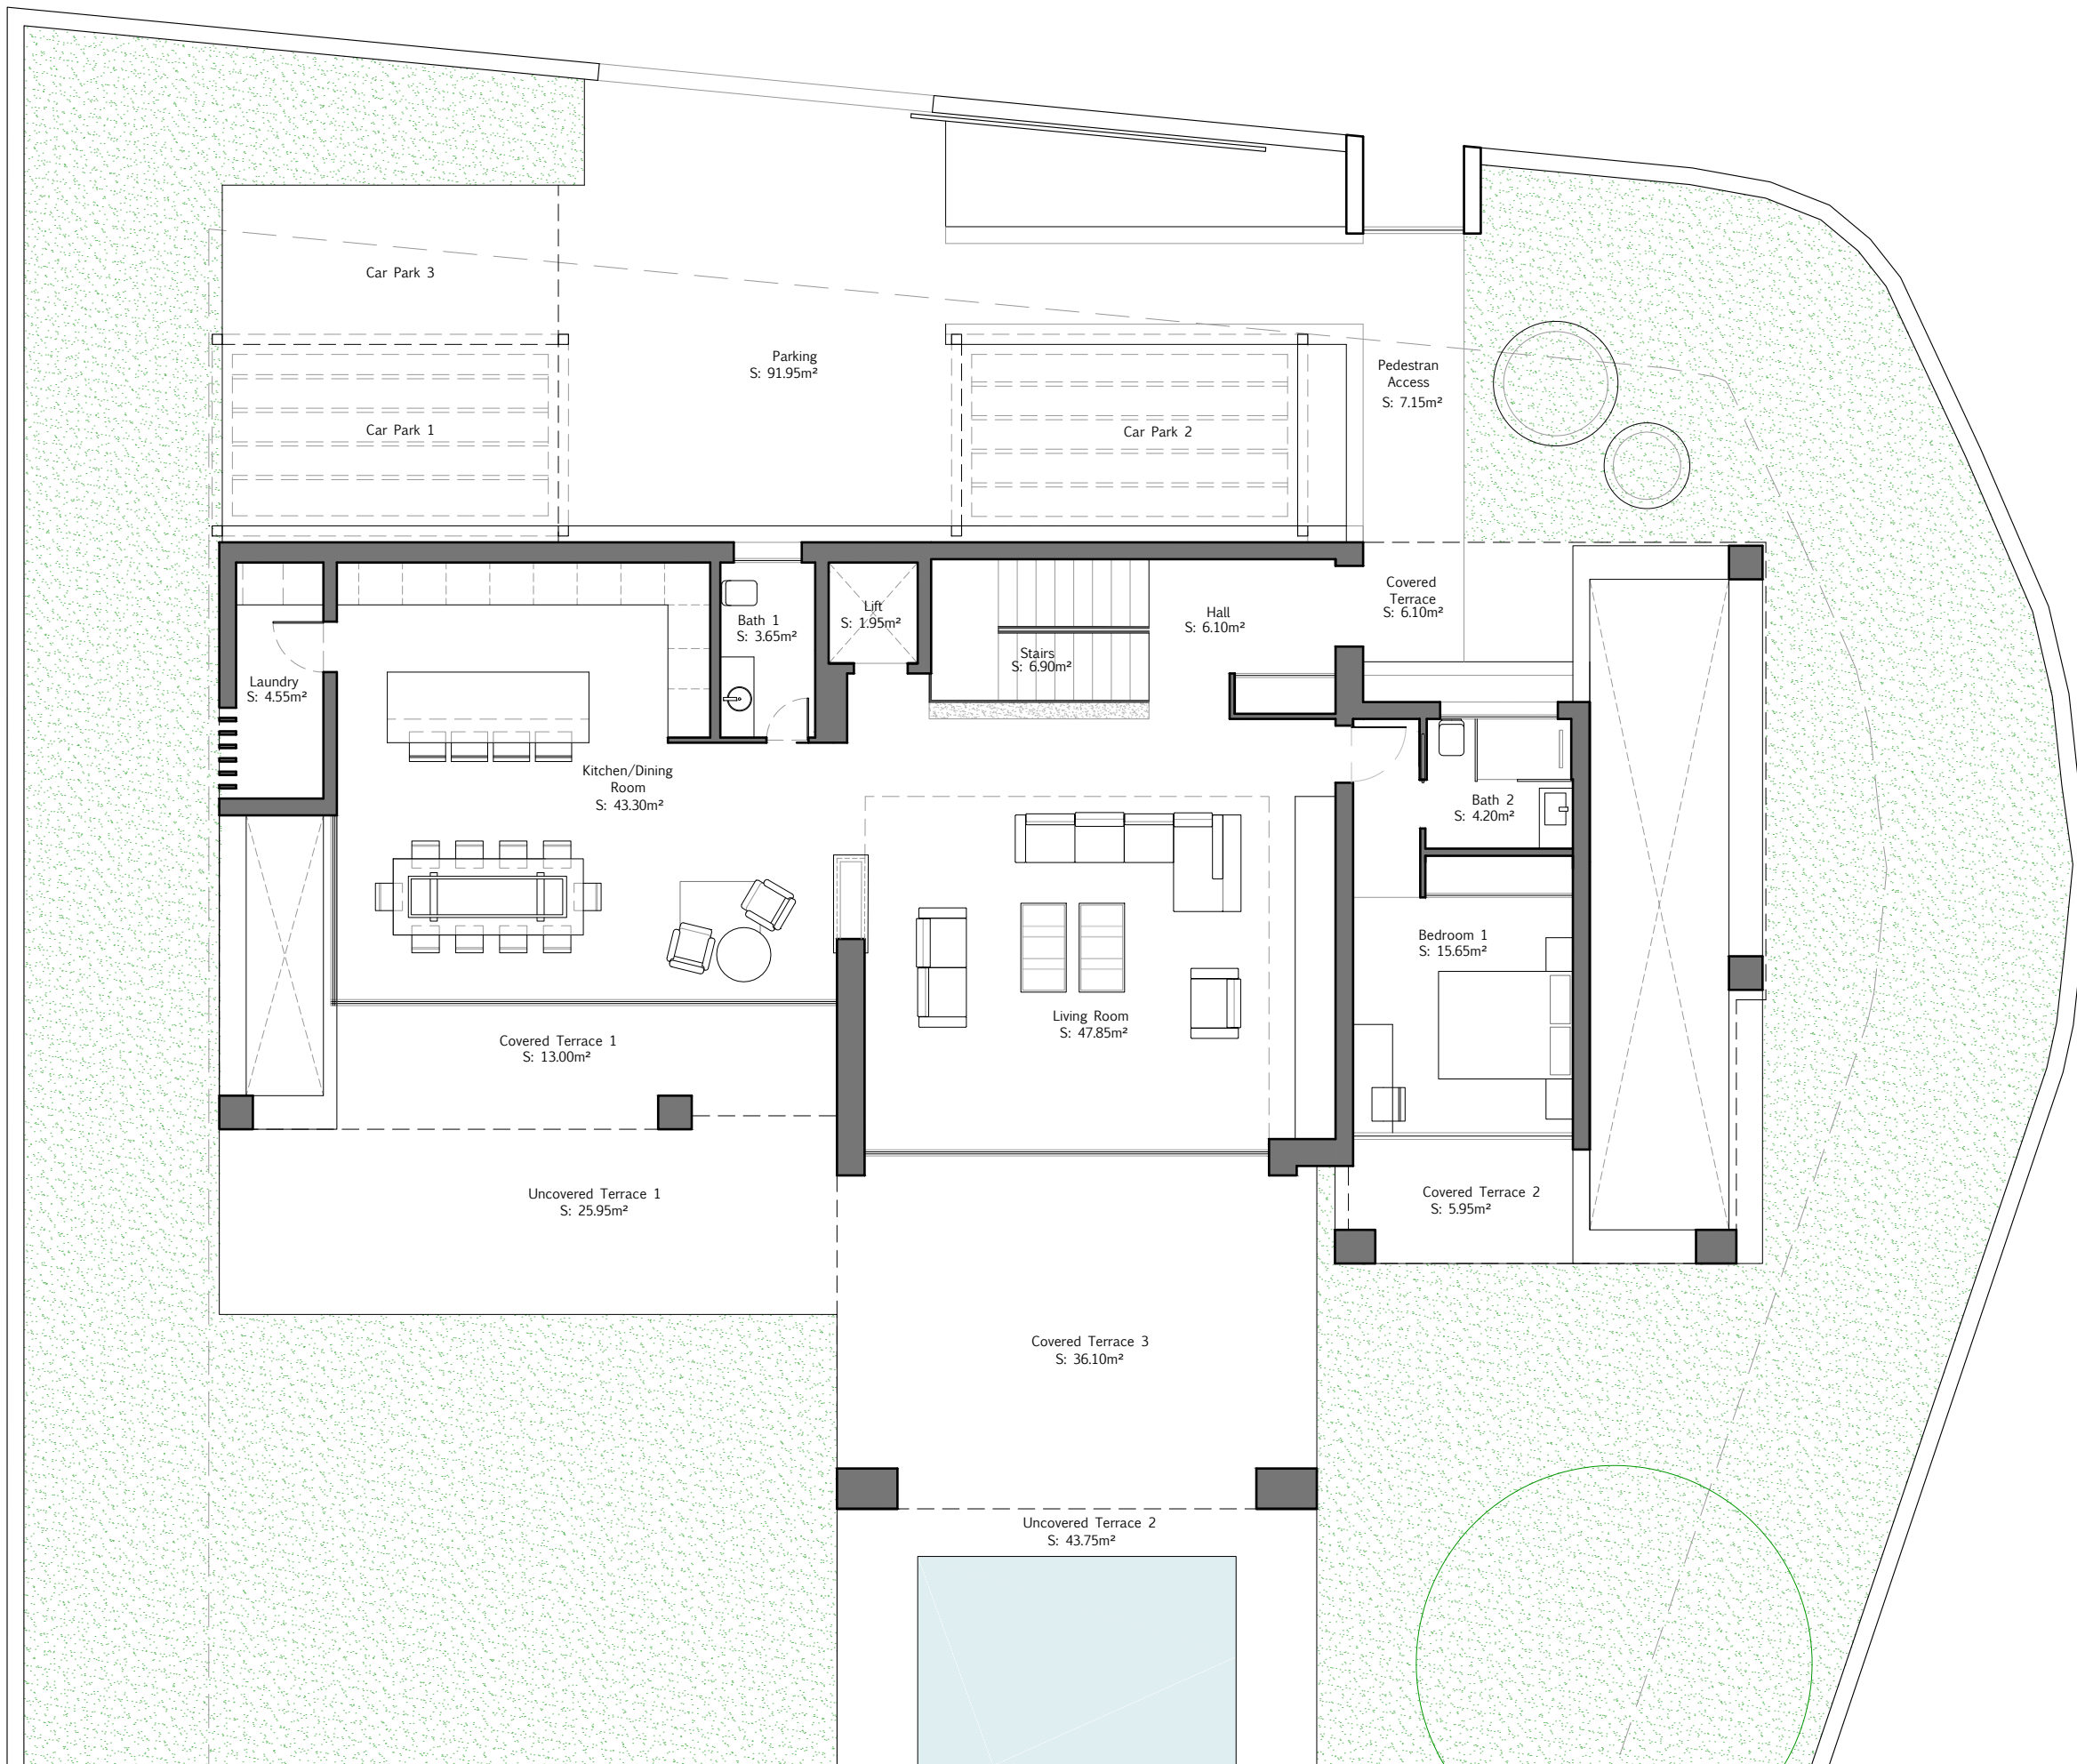 Car Park 3
Parking
S: 91.95m²
Pedestran
Access
S: 7.15m²
Car Park 1
Car Park 2
Covered
Terrace
S: 6.10m²
Lift
S: 1.95m²
Hall
S: 6.10m²
Bath 1
S: 3.65m²
Stairs
S: 6.90m²
Laundry
S: 4.55m²
Kitchen/Dining
Room
S: 43.30m²
Bath 2
S: 4.20m²
Bedroom 1
S: 15.65m²
Living Room
S: 47.85m²
Covered Terrace 1
S: 13.00m²
Uncovered Terrace 1
S: 25.95m²
Covered Terrace 2
S: 5.95m²
Covered Terrace 3
S: 36.10m²
Uncovered Terrace 2
S: 43.75m²